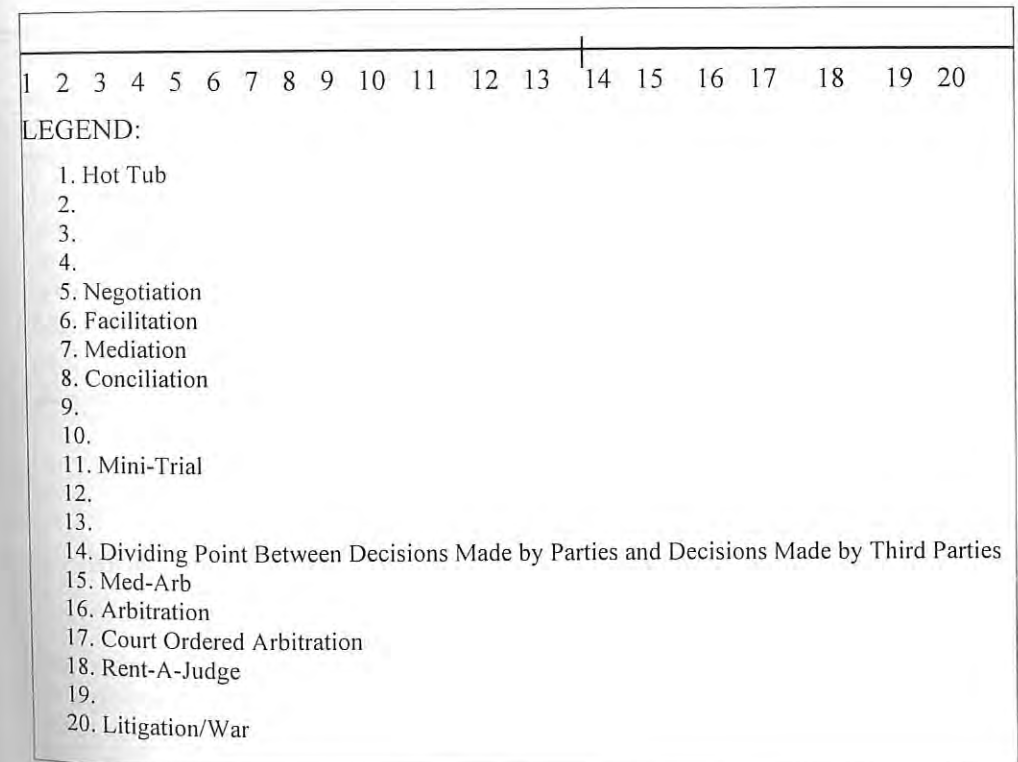 1 2 3 4 5 6 7 8 9 10 11 12 13 14 15 16 17 18 19 20
LEGEND:
1. Hot Tub
2.
3.
4.
5. Negotiation
6. Facilitation
7. Mediation
8. Conciliation
9.
10.
11. Mini-Trial
12.
13.
14. Dividing Point Between Decisions Made by Parties and Decisions Made by Third Parties
15. Med-Arb
16. Arbitration
17. Court Ordered Arbitration
18. Rent-A-Judge
19.
20. Litigation/War